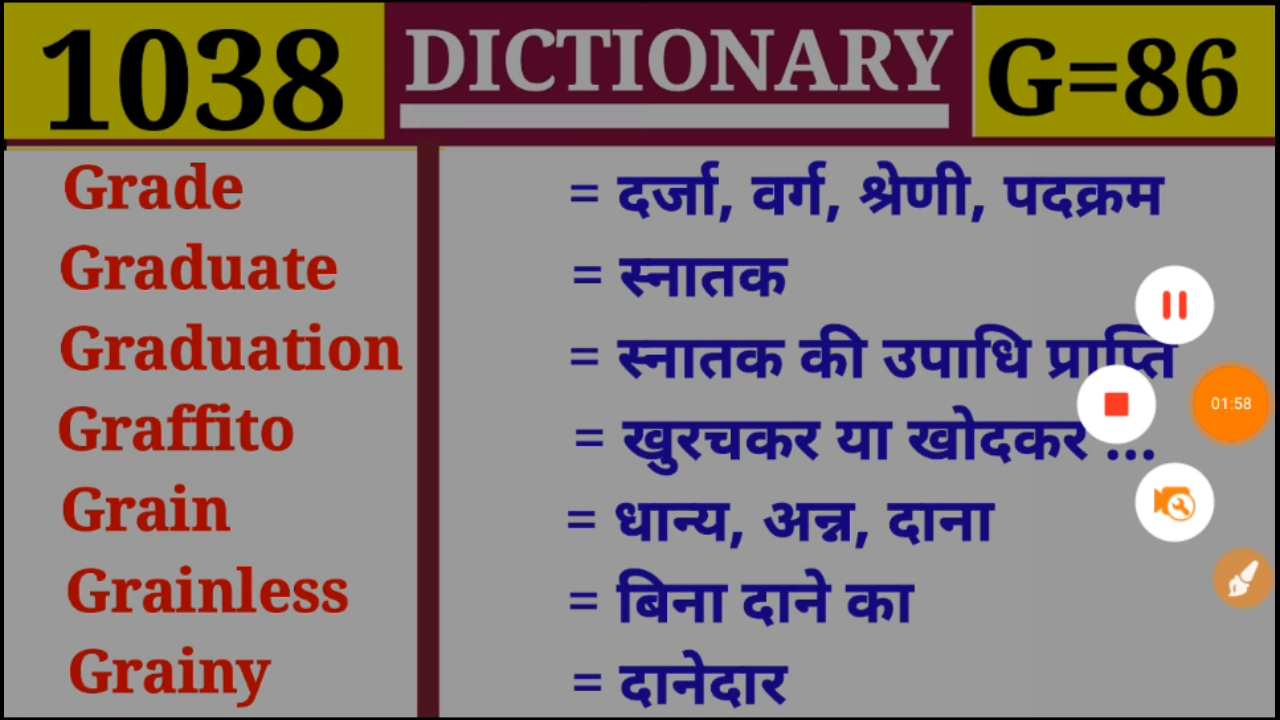 1038 DICTIONARY G=86
Grade = दर्जा, वर्ग, श्रेणी, पदक्रम
Graduate = स्नातक
Graduation = स्नातक की उपाधि प्राप्ति
Graffito = खुरचकर या खोदकर ...
Grain = धान्य, अन्न, दाना
Grainless = बिना दाने का
Grainy = दानेदार
01:58